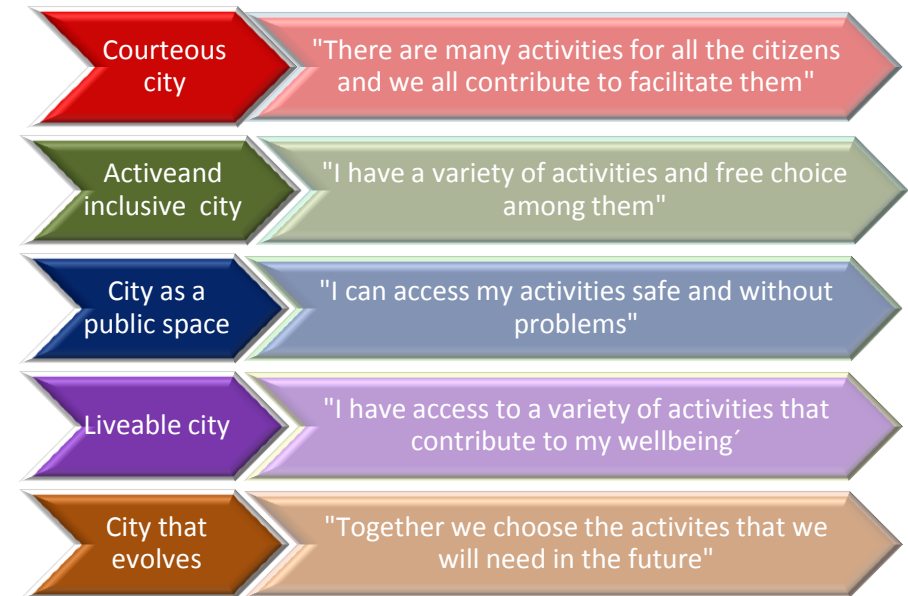 Courteous
city
"There are many activities for all the citizens
and we all contribute to facilitate them"
Activeand
inclusive city
"I have a variety of activities and free choice
among them"
City as a
public space
"I can access my activities safe and without
problems"
Liveable city
"I have access to a variety of activities that
contribute to my wellbeing´
City that
evolves
"Together we choose the activites that we
will need in the future"